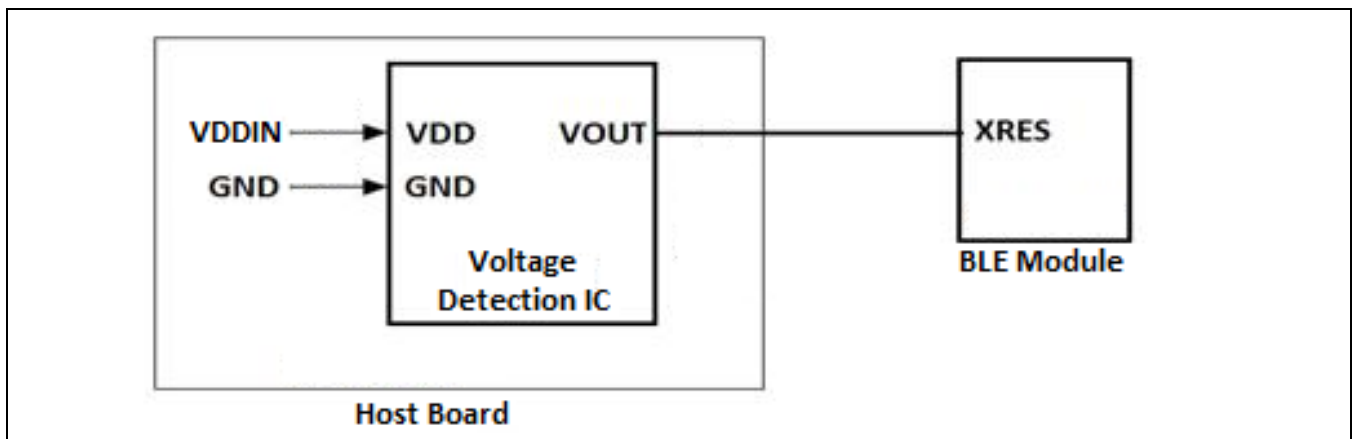 VDDIN VDD VOUT XRES
GND GND
Voltage
Detection IC
BLE Module
Host Board